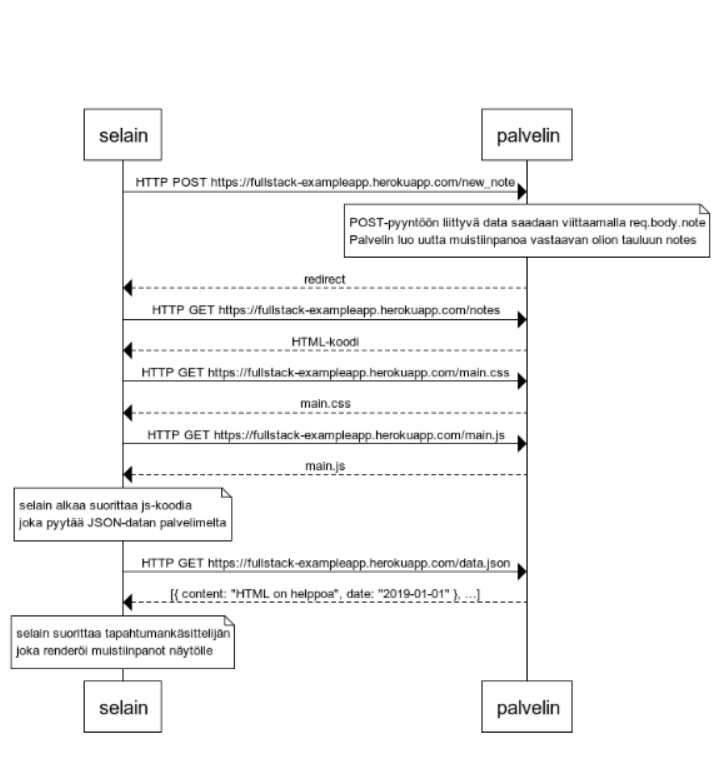 selain
palvelin
HTTP POST https://fullstack-exampleapp.herokuapp.com/new_note
POST-pyyntöön liittyvä data saadaan viittaamalla req.body.note
Palvelin luo uutta muistiinpanoa vastaavan olion tauluun notes
redirect
HTTP GET https://fullstack-exampleapp.herokuapp.com/notes
HTML-koodi
HTTP GET https://fullstack-exampleapp.herokuapp.com/main.css
main.css
HTTP GET https://fullstack-exampleapp.herokuapp.com/main.js
main.js
selain alkaa suorittaa js-koodia
joka pyytää JSON-datan palvelimelta
HTTP GET https://fullstack-exampleapp.herokuapp.com/data.json
[{ content: "HTML on helppoa", date: "2019-01-01" }, ...]
selain suorittaa tapahtumankäsittelijän
joka renderöi muistiinpanot näytölle
selain
palvelin